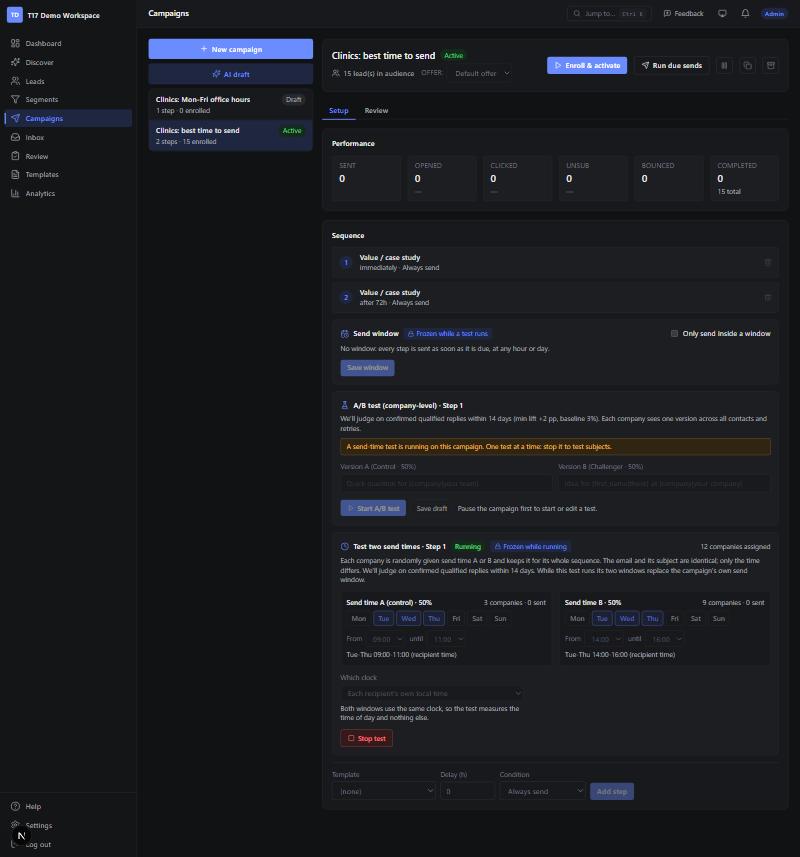 TD T17 Demo Workspace
Dashboard
Discover
Leads
Segments
Campaigns
Inbox
Review
Templates
Analytics
Help
Settings
N
Log out
Campaigns
Jump to... Ctrl K
Feedback
Admin
+ New campaign
AI draft
Clinics: Mon-Fri office hours Draft
1 step · 0 enrolled
Clinics: best time to send Active
2 steps · 15 enrolled
Clinics: best time to send Active
15 lead(s) in audience OFFER: Default offer
Enroll & activate
Run due sends
Setup Review
Performance
SENT OPENED CLICKED UNSUB BOUNCED COMPLETED
0 0 0 0 0 0
— — — 15 total
Sequence
1 Value / case study
immediately · Always send
2 Value / case study
after 72h · Always send
Send window Frozen while a test runs Only send inside a window
No window: every step is sent as soon as it is due, at any hour or day.
Save window
A/B test (company-level) · Step 1
We'll judge on confirmed qualified replies within 14 days (min lift +2 pp, baseline 3%). Each company sees one version across all contacts and
retries.
A send-time test is running on this campaign. One test at a time: stop it to test subjects.
Version A (Control · 50%) Version B (Challenger · 50%)
Quick question for {company|your team} Idea for {first_name|there} at {company|your company}
Start A/B test Save draft Pause the campaign first to start or edit a test.
Test two send times · Step 1 Running Frozen while running 12 companies assigned
Each company is randomly given send time A or B and keeps it for its whole sequence. The email and its subject are identical; only the time
differs. We'll judge on confirmed qualified replies within 14 days. While this test runs its two windows replace the campaign's own send
window.
Send time A (control) · 50% 3 companies · 0 sent
Mon Tue Wed Thu Fri Sat Sun
From 09:00 until 11:00
Tue-Thu 09:00-11:00 (recipient time)
Send time B · 50% 9 companies · 0 sent
Mon Tue Wed Thu Fri Sat Sun
From 14:00 until 16:00
Tue-Thu 14:00-16:00 (recipient time)
Which clock
Each recipient's own local time
Both windows use the same clock, so the test measures the
time of day and nothing else.
Stop test
Template Delay (h) Condition
(none) 0 Always send Add step